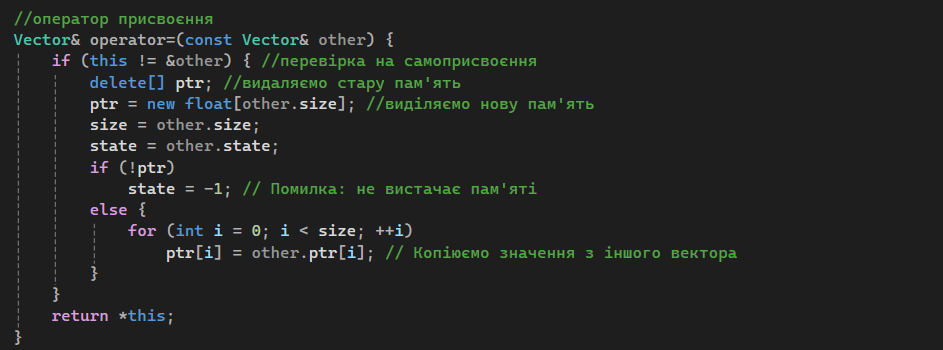 //оператор присвоєння
Vector& operator=(const Vector& other) {
    if (this != &other) { //перевірка на самоприсвоєння
        delete[] ptr; //видаляємо стару пам'ять
        ptr = new float[other.size]; //виділяємо нову пам'ять
        size = other.size;
        state = other.state;
        if (!ptr)
            state = -1; // Помилка: не вистачає пам'яті
        else {
            for (int i = 0; i < size; ++i)
                ptr[i] = other.ptr[i]; // Копіюємо значення з іншого вектора
        }
    }
    return *this;
}